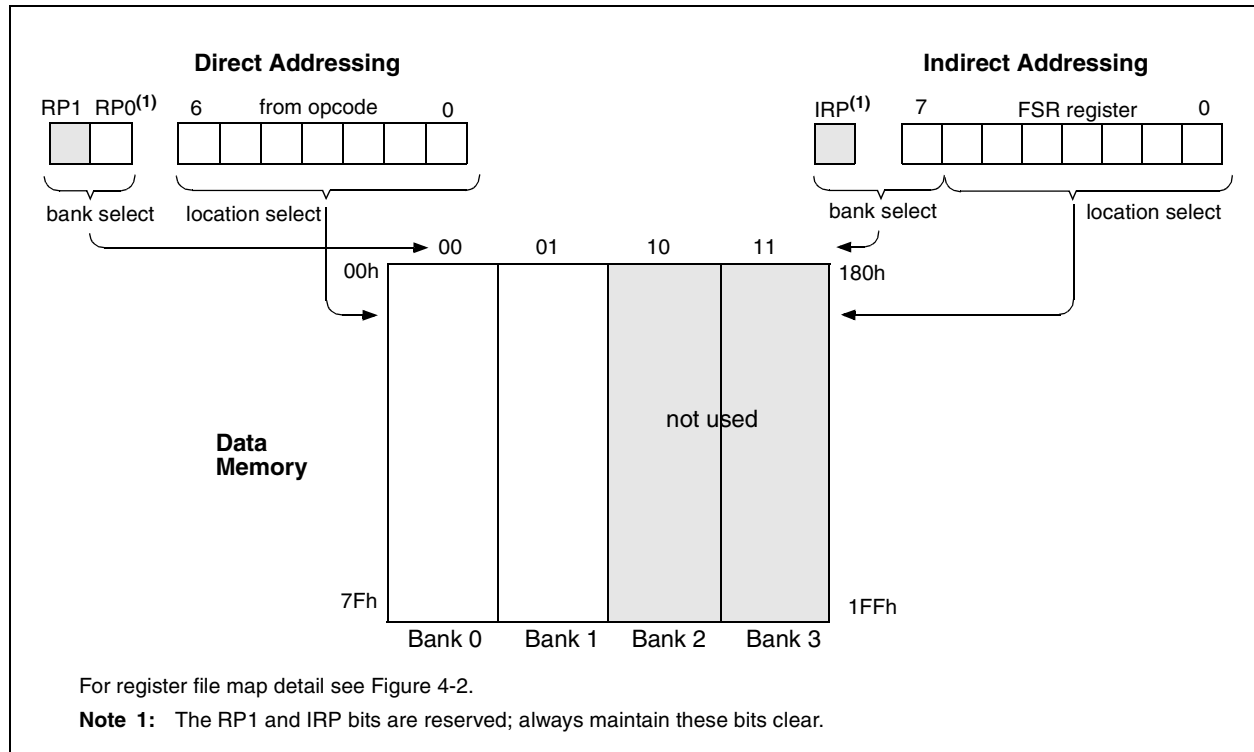 Direct Addressing
Indirect Addressing
RP1 RP0(1) 6 from opcode 0
IRP(1) 7 FSR register 0
bank select location select
bank select location select
00 01 10 11
00h 180h
not used
Data
Memory
7Fh 1FFh
Bank 0 Bank 1 Bank 2 Bank 3
For register file map detail see Figure 4-2.
Note 1: The RP1 and IRP bits are reserved; always maintain these bits clear.